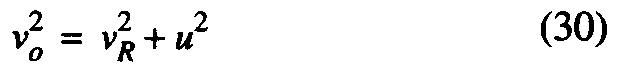 v_o^2 = v_R^2 + u^2 (30)